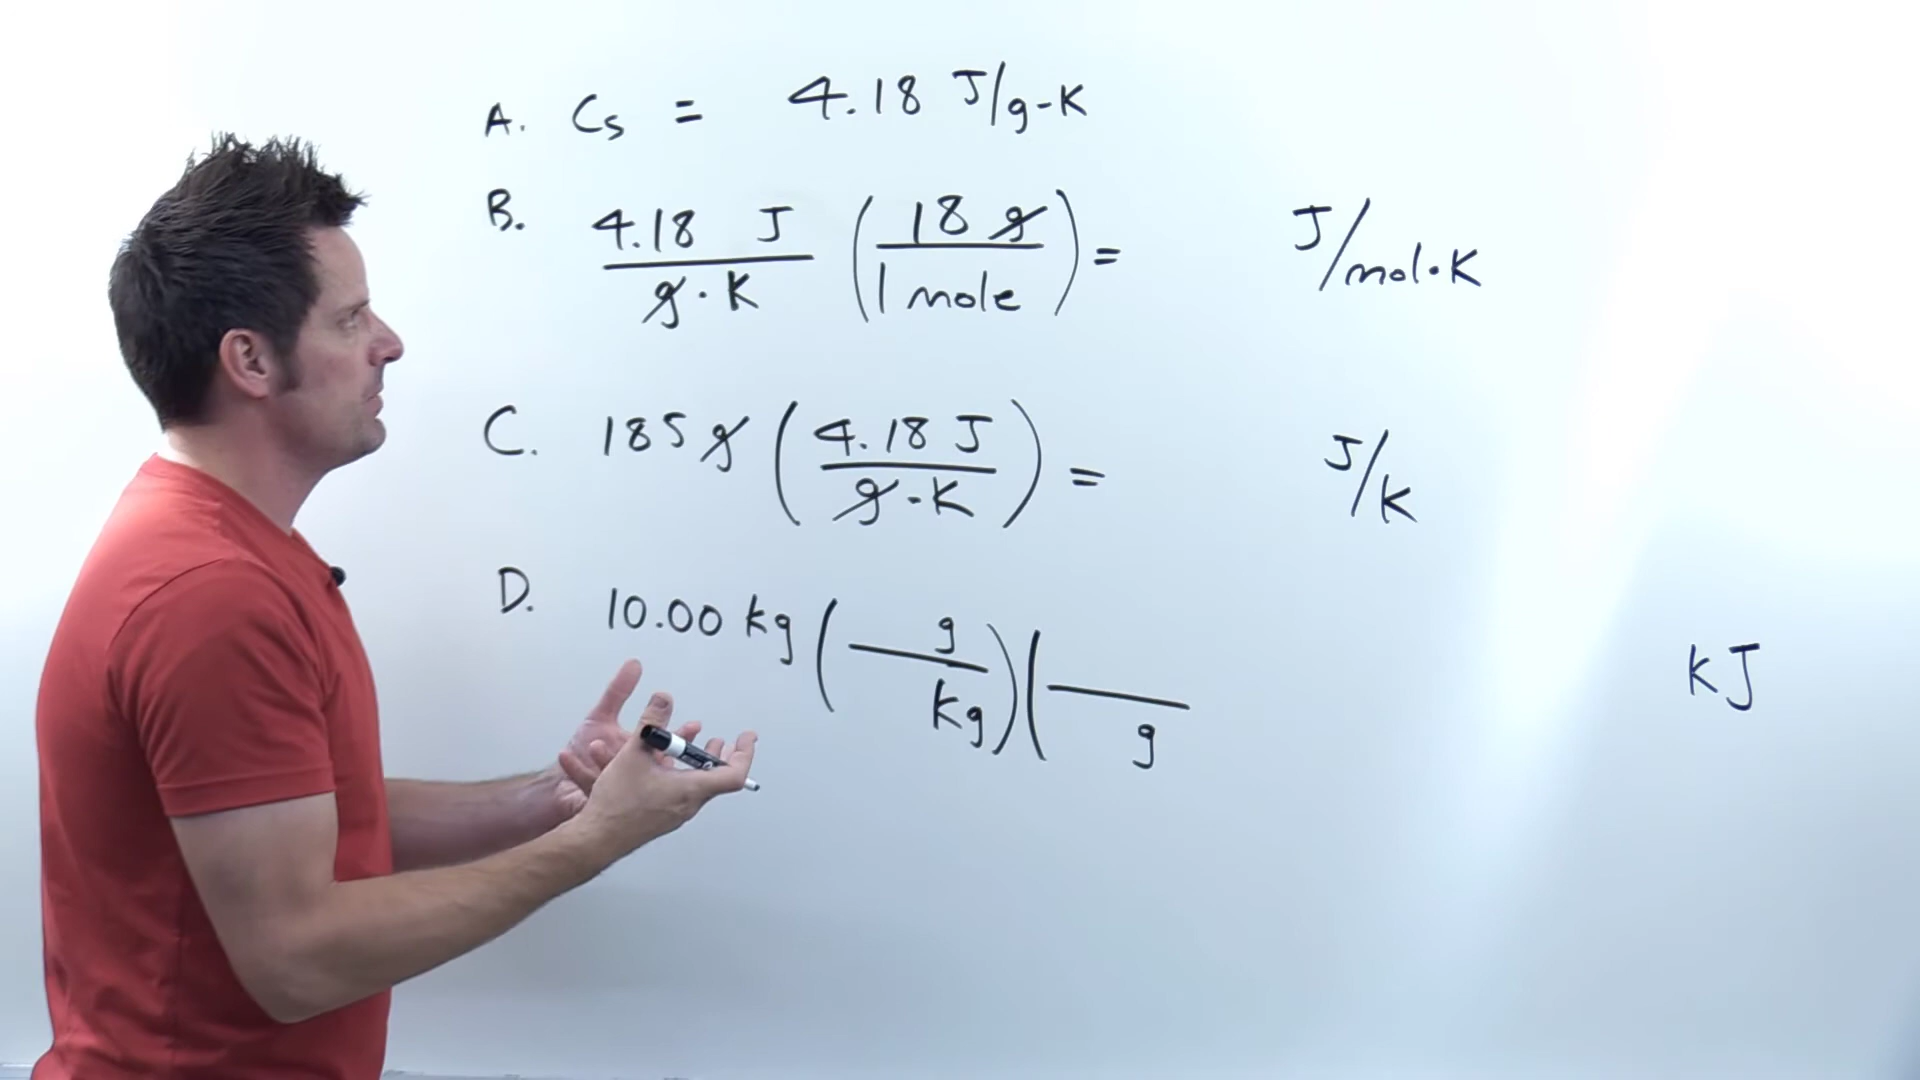 A. Cs = 4.18 J/g-K
B. 4.18 J / g·K (18 g / 1 mole) = J/mol·K
C. 185 g (4.18 J / g·K) = J/K
D. 10.00 kg ( g / kg)( / g kJ